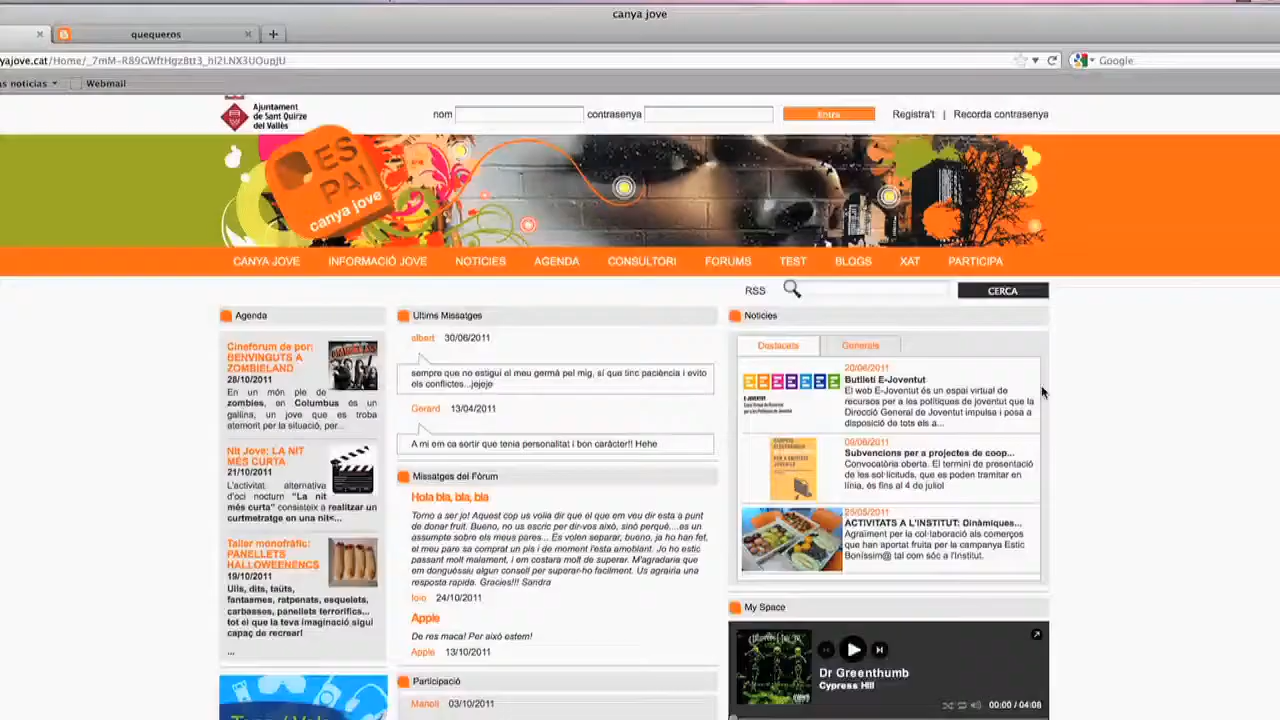 canya jove
quequeros
yajove.cat/Home/_7mM-R89GWftHgzBtt3_hl2LNX3UOupJU
Google
as noticias
Webmail
Ajuntament
de Sant Quirze
del Vallès
nom
contrasenya
Entra
Registra't | Recorda contrasenya
ES
PAI
canya jove
CANYA JOVE
INFORMACIÓ JOVE
NOTICIES
AGENDA
CONSULTORI
FORUMS
TEST
BLOGS
XAT
PARTICIPA
RSS
CERCA
Agenda
Cineforum de por:
BENVINGUTS A
ZOMBIELAND
28/10/2011
En un món ple de
zombies, en Columbus és un
gallina, un jove que es troba
atemorit per la situació, per...
Nit Jove: LA NIT
MÉS CURTA
21/10/2011
L'activitat alternativa
d'oci nocturn "La nit
més curta" consisteix a realitzar un
curtmetratge en una nit<...
Taller monogràfic:
PANELLETS
HALLOWEENENCS
19/10/2011
Ulls, dits, taüts,
fantasmes, ratpenats, esquelets,
carbasses, panellets terrorífics...
tot el que la teva imaginació sigui
capaç de recrear!
...
Ultims Missatges
albert 30/06/2011
sempre que no estigui el meu germà pel mig, sí que tinc paciència i evito
els conflictes...jejeje
Gerard 13/04/2011
A mi em ca sortir que tenia personalitat i bon caràcter!! Hehe
Missatges del Fòrum
Hola bla, bla, bla
Torno a ser jo! Aquest cop us volia dir que el que em veu dir esta a punt
de donar fruit. Bueno, no us escric per dir-vos això, sinó perquè....es un
assumpte sobre els meus pares... Es volen separar, bueno, ja ho han fet,
el meu pare sa comprat un pis i de moment l'esta amoblant. Jo ho estic
passant molt malament, i em costara molt de superar. M'agradaria que
em donguéssiu algun consell per superar-ho facilment. Us agrairia una
resposta rapida. Gracies!!! Sandra
loio 24/10/2011
Apple
De res maca! Per això estem!
Apple 13/10/2011
Participació
Manoli 03/10/2011
Noticies
Destacats
Generals
20/06/2011
Butlletí E-Joventut
El web E-Joventut és un espai virtual de
recursos per a les polítiques de joventut que la
Direcció General de Joventut impulsa i posa a
disposició de tots els a...
E-JOVENTUT
09/06/2011
Subvencions per a projectes de coop...
Convocatòria oberta. El termini de presentació
de les sol·licituds, que es poden tramitar en
línia, és fins al 4 de juliol
25/05/2011
ACTIVITATS A L'INSTITUT: Dinàmiques...
Agraïment per la col·laboració als comerços
que han aportat fruita per la campanya Estic
Boníssim@ tal com sóc a l'Institut.
My Space
Dr Greenthumb
Cypress Hill
00:00 / 04:08